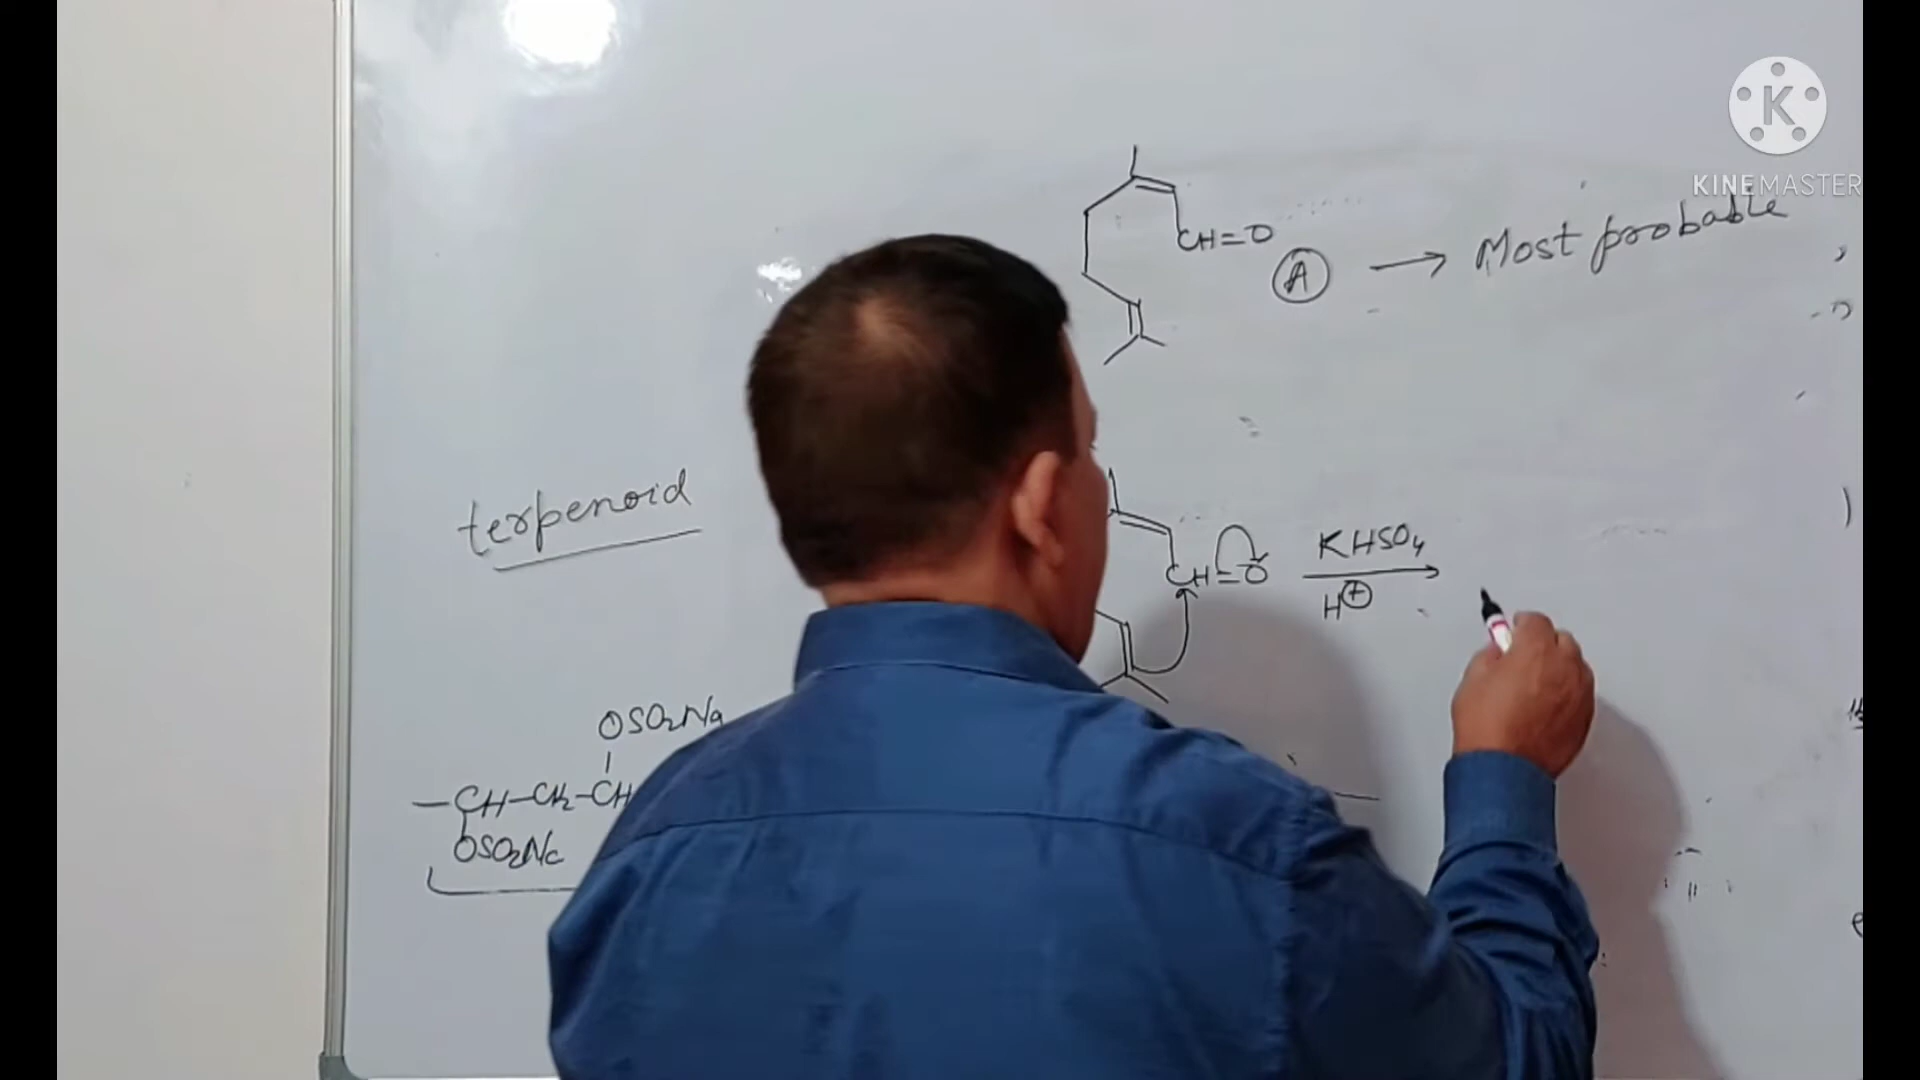 KINEMASTER
CH=O
A → Most probable
terpenoid
CH=O
KHSO₄
H⊕
OSO₂Na
—CH—CH₂—CH
OSO₂Na